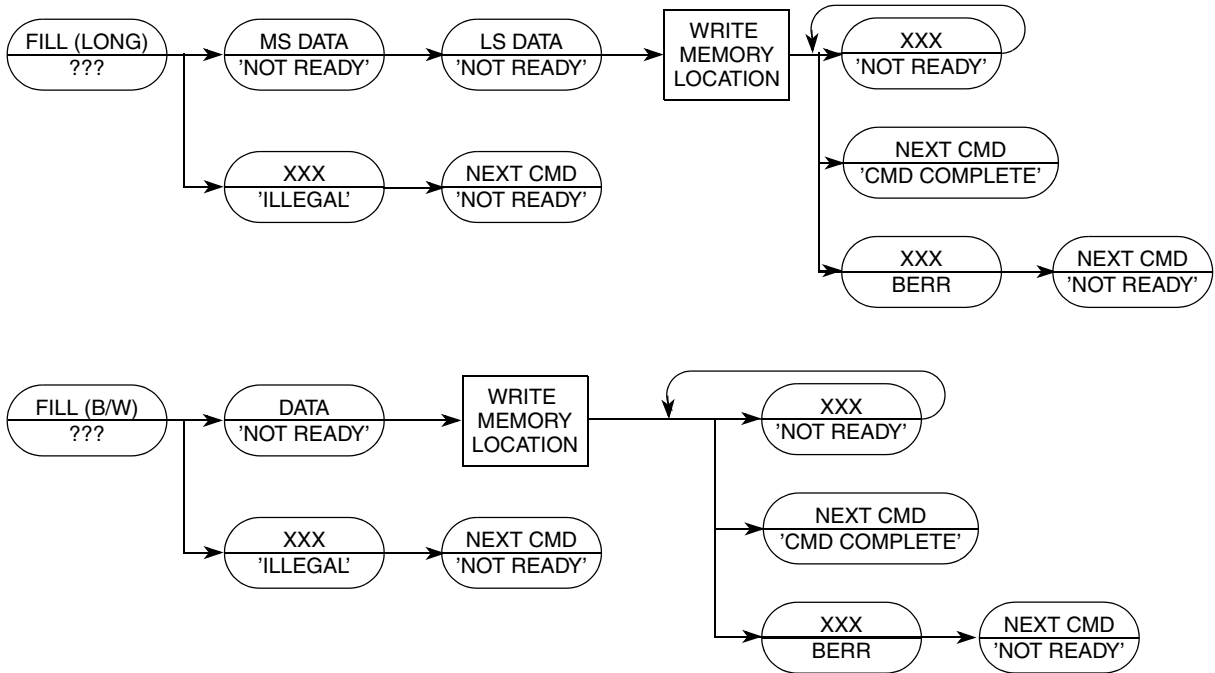 FILL (LONG)
???
MS DATA
'NOT READY'
LS DATA
'NOT READY'
WRITE
MEMORY
LOCATION
XXX
'NOT READY'
NEXT CMD
'CMD COMPLETE'
XXX
'ILLEGAL'
NEXT CMD
'NOT READY'
XXX
BERR
NEXT CMD
'NOT READY'
FILL (B/W)
???
DATA
'NOT READY'
WRITE
MEMORY
LOCATION
XXX
'NOT READY'
NEXT CMD
'CMD COMPLETE'
XXX
'ILLEGAL'
NEXT CMD
'NOT READY'
XXX
BERR
NEXT CMD
'NOT READY'